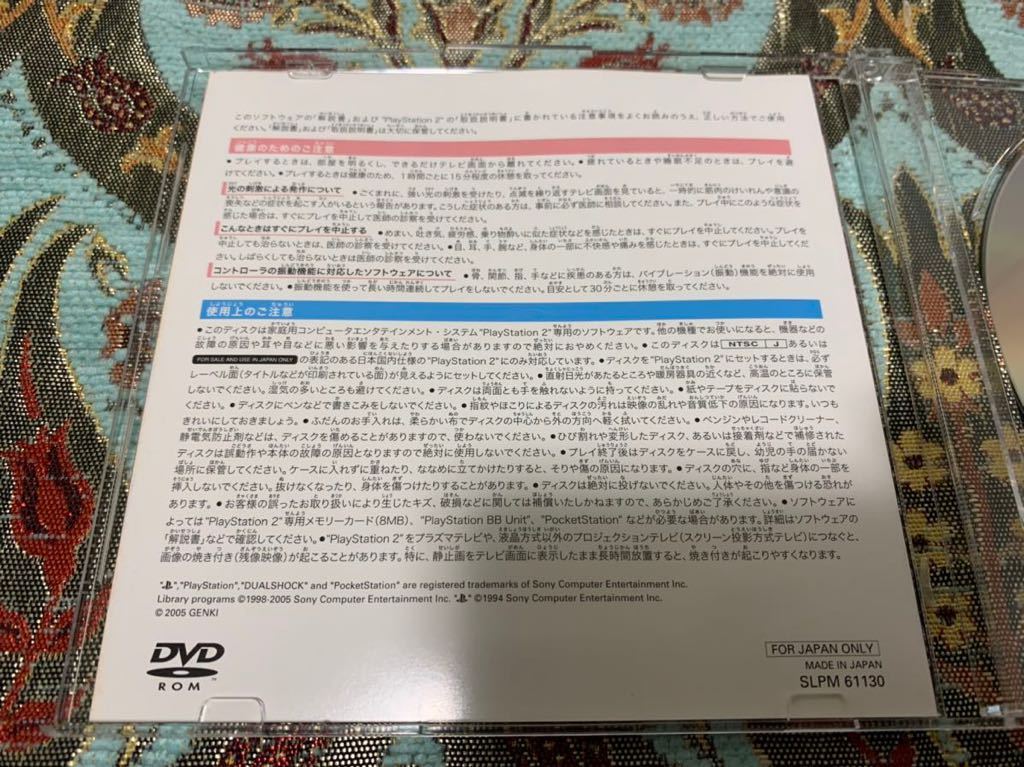 このソフトウェアの「解説書」および"PlayStation 2"の「取扱説明書」に書かれている注意事項をよくお読みのうえ、正しい方法でご使用
ください。「解説書」および「取扱説明書」は大切に保管してください。
健康のためのご注意
●プレイするときは、部屋を明るくし、できるだけテレビ画面から離れてください。●疲れているときや睡眠不足のときは、プレイを避
けてください。●プレイするときは健康のため、1時間ごとに15分程度の休憩を取ってください。
光の刺激による発作について ●ごくまれに、強い光の刺激を受けたり、点滅を繰り返すテレビ画面を見ていると、一時的に筋肉のけいれんや意識の
喪失などの症状を起こす人がいるという報告があります。こうした症状のある方は、事前に必ず医師に相談してください。また、プレイ中にこのような症状を
感じた場合は、すぐにプレイを中止して医師の診察を受けてください。
こんなときはすぐにプレイを中止する ●めまい、吐き気、疲労感、乗り物酔いに似た症状などを感じたときは、すぐにプレイを中止してください。プレイを
中止しても治らないときは、医師の診察を受けてください。●目、耳、手、腕など、身体の一部に不快感や痛みを感じたときは、すぐにプレイを中止してくだ
さい。しばらくしても治らないときは医師の診察を受けてください。
コントローラの振動機能に対応したソフトウェアについて ●骨、関節、指、手などに疾患のある方は、バイブレーション(振動)機能を絶対に使用
しないでください。●振動機能を使って長い時間連続してプレイをしないでください。目安として30分ごとに休憩を取ってください。
使用上のご注意
●このディスクは家庭用コンピュータエンタテインメント・システム"PlayStation 2"専用のソフトウェアです。他の機種でお使いになると、機器などの
故障の原因や耳や目などに悪い影響を与えたりする場合がありますので絶対におやめください。●このディスクは NTSC J あるいは
FOR SALE AND USE IN JAPAN ONLY の表記のある日本国内仕様の"PlayStation 2"にのみ対応しています。●ディスクを"PlayStation 2"にセットするときは、必ず
レーベル面(タイトルなどが印刷されている面)が見えるようにセットしてください。●直射日光があたるところや暖房器具の近くなど、高温のところに保管
しないでください。湿気の多いところも避けてください。●ディスクは両面とも手を触れないように持ってください。●紙やテープをディスクに貼らないで
ください。●ディスクにペンなどで書きこみをしないでください。●指紋やほこりによるディスクの汚れは映像の乱れや音質低下の原因になります。いつも
きれいにしておきましょう。●ふだんのお手入れは、柔らかい布でディスクの中心から外の方向へ軽く拭いてください。●ベンジンやレコードクリーナー、
静電気防止剤などは、ディスクを傷めることがありますので、使わないでください。●ひび割れや変形したディスク、あるいは接着剤などで補修された
ディスクは誤動作や本体の故障の原因となりますので絶対に使用しないでください。●プレイ終了後はディスクをケースに戻し、幼児の手の届かない
場所に保管してください。ケースに入れずに重ねたり、ななめに立てかけたりすると、そりや傷の原因になります。●ディスクの穴に、指など身体の一部を
挿入しないでください。抜けなくなったり、身体を傷つけたりすることがあります。●ディスクは絶対に投げないでください。人体やその他を傷つける恐れが
あります。●お客様の誤ったお取り扱いにより生じたキズ、破損などに関しては補償いたしかねますので、あらかじめご了承ください。●ソフトウェアに
よっては"PlayStation 2"専用メモリーカード(8MB)、"PlayStation BB Unit"、"PocketStation"などが必要な場合があります。詳細はソフトウェアの
「解説書」などで確認してください。●"PlayStation 2"をプラズマテレビや、液晶方式以外のプロジェクションテレビ(スクリーン投影方式テレビ)につなぐと、
画像の焼き付き(残像映像)が起こることがあります。特に、静止画をテレビ画面に表示したまま長時間放置すると、焼き付きが起こりやすくなります。
"PS","PlayStation","DUALSHOCK" and "PocketStation" are registered trademarks of Sony Computer Entertainment Inc.
Library programs ©1998-2005 Sony Computer Entertainment Inc. "PS" ©1994 Sony Computer Entertainment Inc.
© 2005 GENKI
DVD
ROM
FOR JAPAN ONLY
MADE IN JAPAN
SLPM 61130